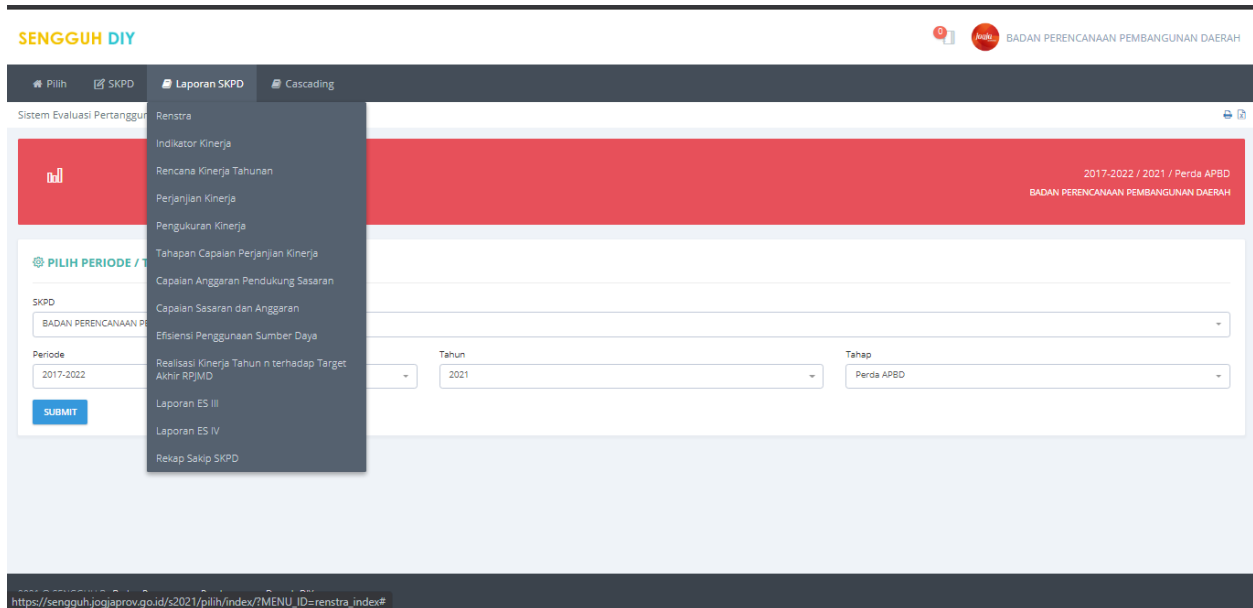 SENGGUH DIY
0
Jogja
BADAN PERENCANAAN PEMBANGUNAN DAERAH
Pilih
SKPD
Laporan SKPD
Cascading
Sistem Evaluasi
Renstra
Indikator Kinerja
Rencana Kinerja Tahunan
Perjanjian Kinerja
Pengukuran Kinerja
Tahapan Capaian Perjanjian Kinerja
Capaian Anggaran Pendukung Sasaran
Capaian Sasaran dan Anggaran
Efisiensi Penggunaan Sumber Daya
Realisasi Kinerja Tahun n terhadap Target
Akhir RPJMD
Laporan ES III
Laporan ES IV
Rekap Sakip SKPD
2017-2022 / 2021 / Perda APBD
BADAN PERENCANAAN PEMBANGUNAN DAERAH
PILIH PERIODE /
SKPD
BADAN PERENCANAAN
Periode
Tahun
Tahap
2017-2022
2021
Perda APBD
SUBMIT
https://sengguh.jogjaprov.go.id/s2021/pilih/index/?MENU_ID=renstra_index#